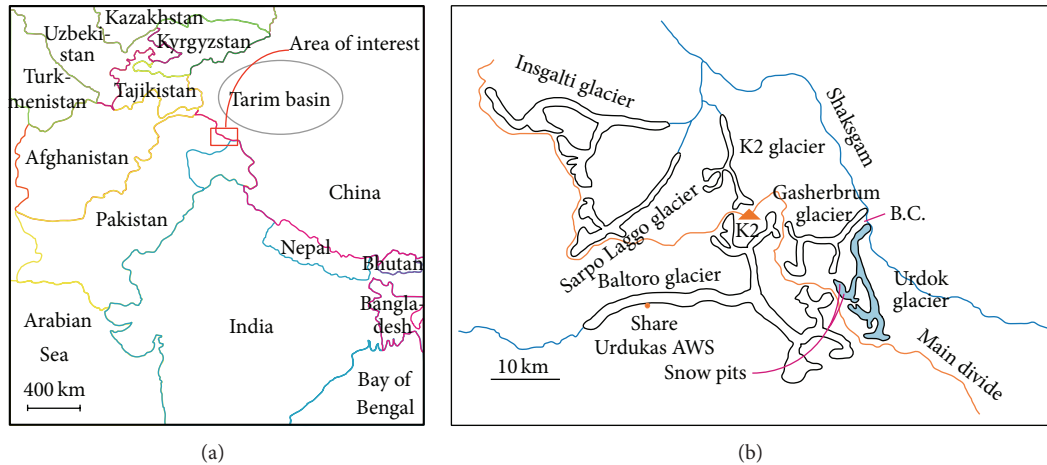 Kazakhstan
Uzbeki-
stan
Kyrgyzstan
Area of interest
Turk-
menistan
Tajikistan
Tarim basin
Afghanistan
China
Pakistan
Nepal
Bhutan
Bangla-
desh
Arabian
Sea
India
Bay of
Bengal
400 km
(a)
Insgalti glacier
Shaksgam
K2 glacier
Gasherbrum
glacier
B.C.
K2
Sarpo Laggo glacier
Baltoro glacier
Urdok
glacier
Share
Urdukas AWS
Snow pits
Main divide
10 km
(b)